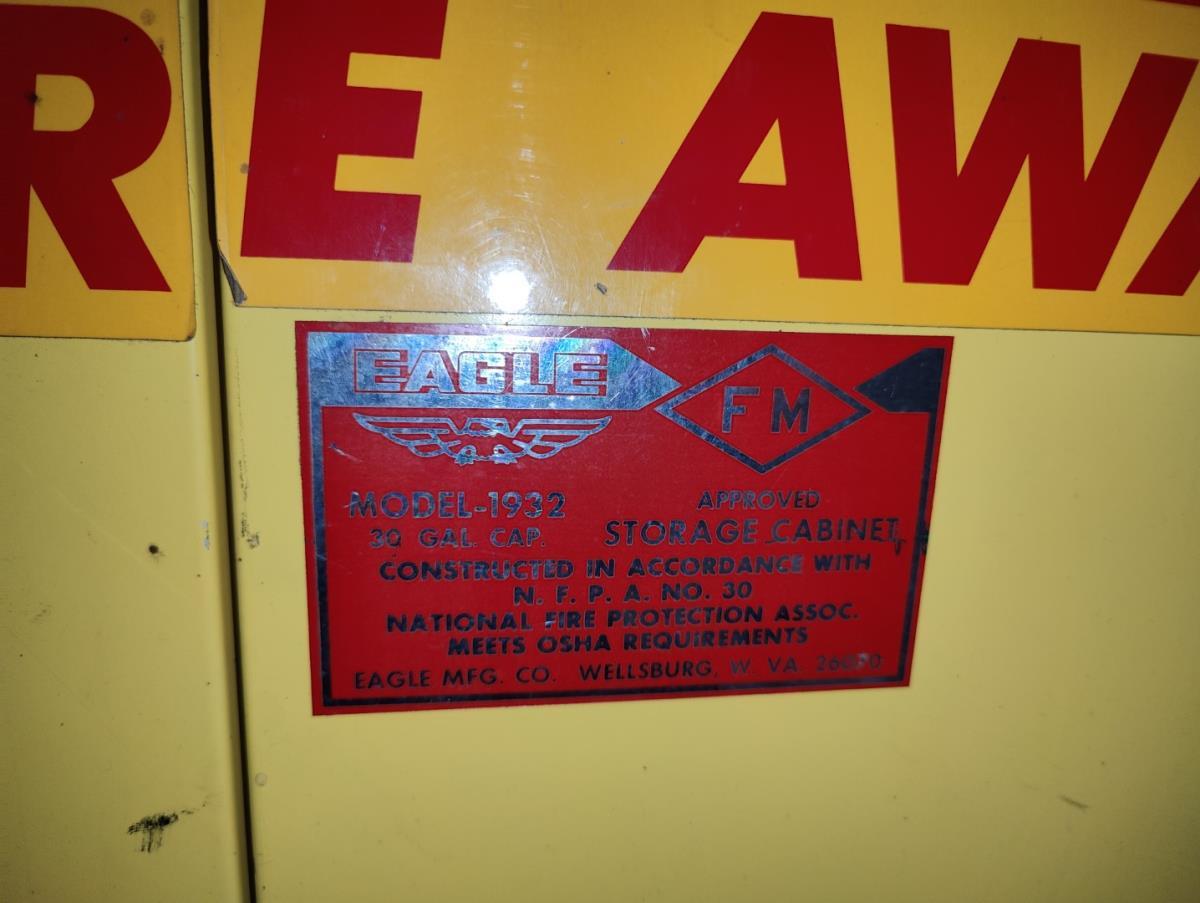 RE AWA
EAGLE
FM
MODEL-1932
30 GAL. CAP.
APPROVED
STORAGE CABINET
CONSTRUCTED IN ACCORDANCE WITH
N. F. P. A. NO. 30
NATIONAL FIRE PROTECTION ASSOC.
MEETS OSHA REQUIREMENTS
EAGLE MFG. CO. WELLSBURG, W. VA. 26070